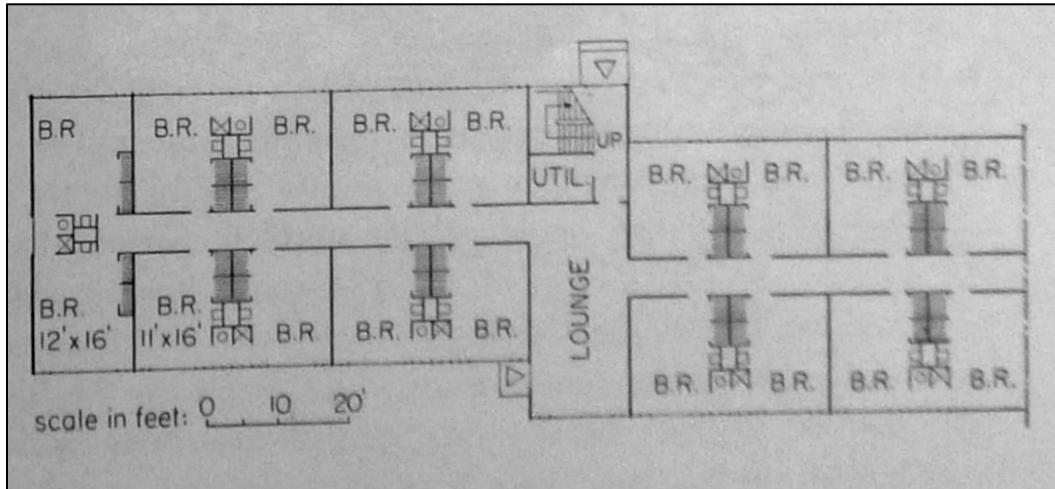 B.R
B.R. B.R. B.R. B.R.
UP
UTIL.
B.R. B.R. B.R. B.R.
LOUNGE
B.R.
12'x16'
B.R.
11'x16'
B.R. B.R. B.R.
B.R. B.R. B.R. B.R.
scale in feet: 0 10 20'